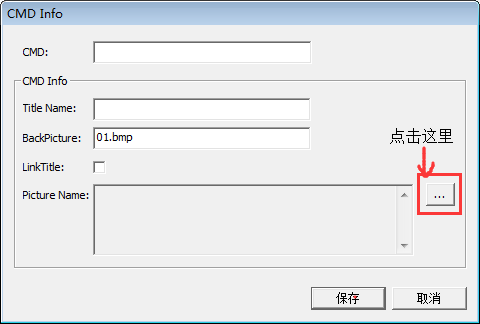 CMD Info
CMD:
CMD Info
Title Name:
BackPicture:
01.bmp
点击这里
LinkTitle:
Picture Name:
...
保存
取消